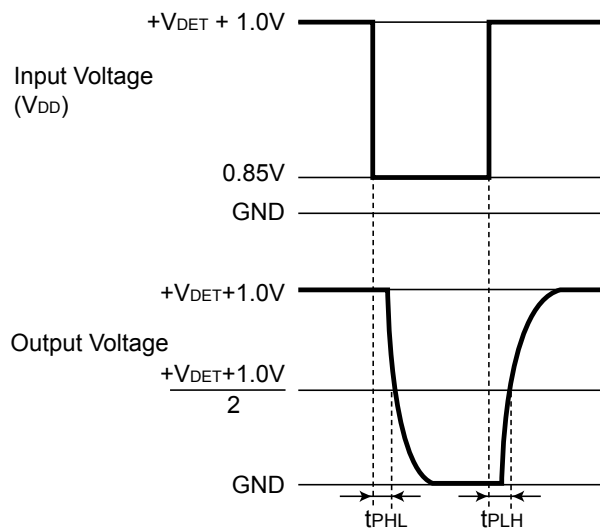 +VDET + 1.0V
Input Voltage
(VDD)
0.85V
GND
+VDET+1.0V
Output Voltage
+VDET+1.0V
2
GND
tPHL
tPLH